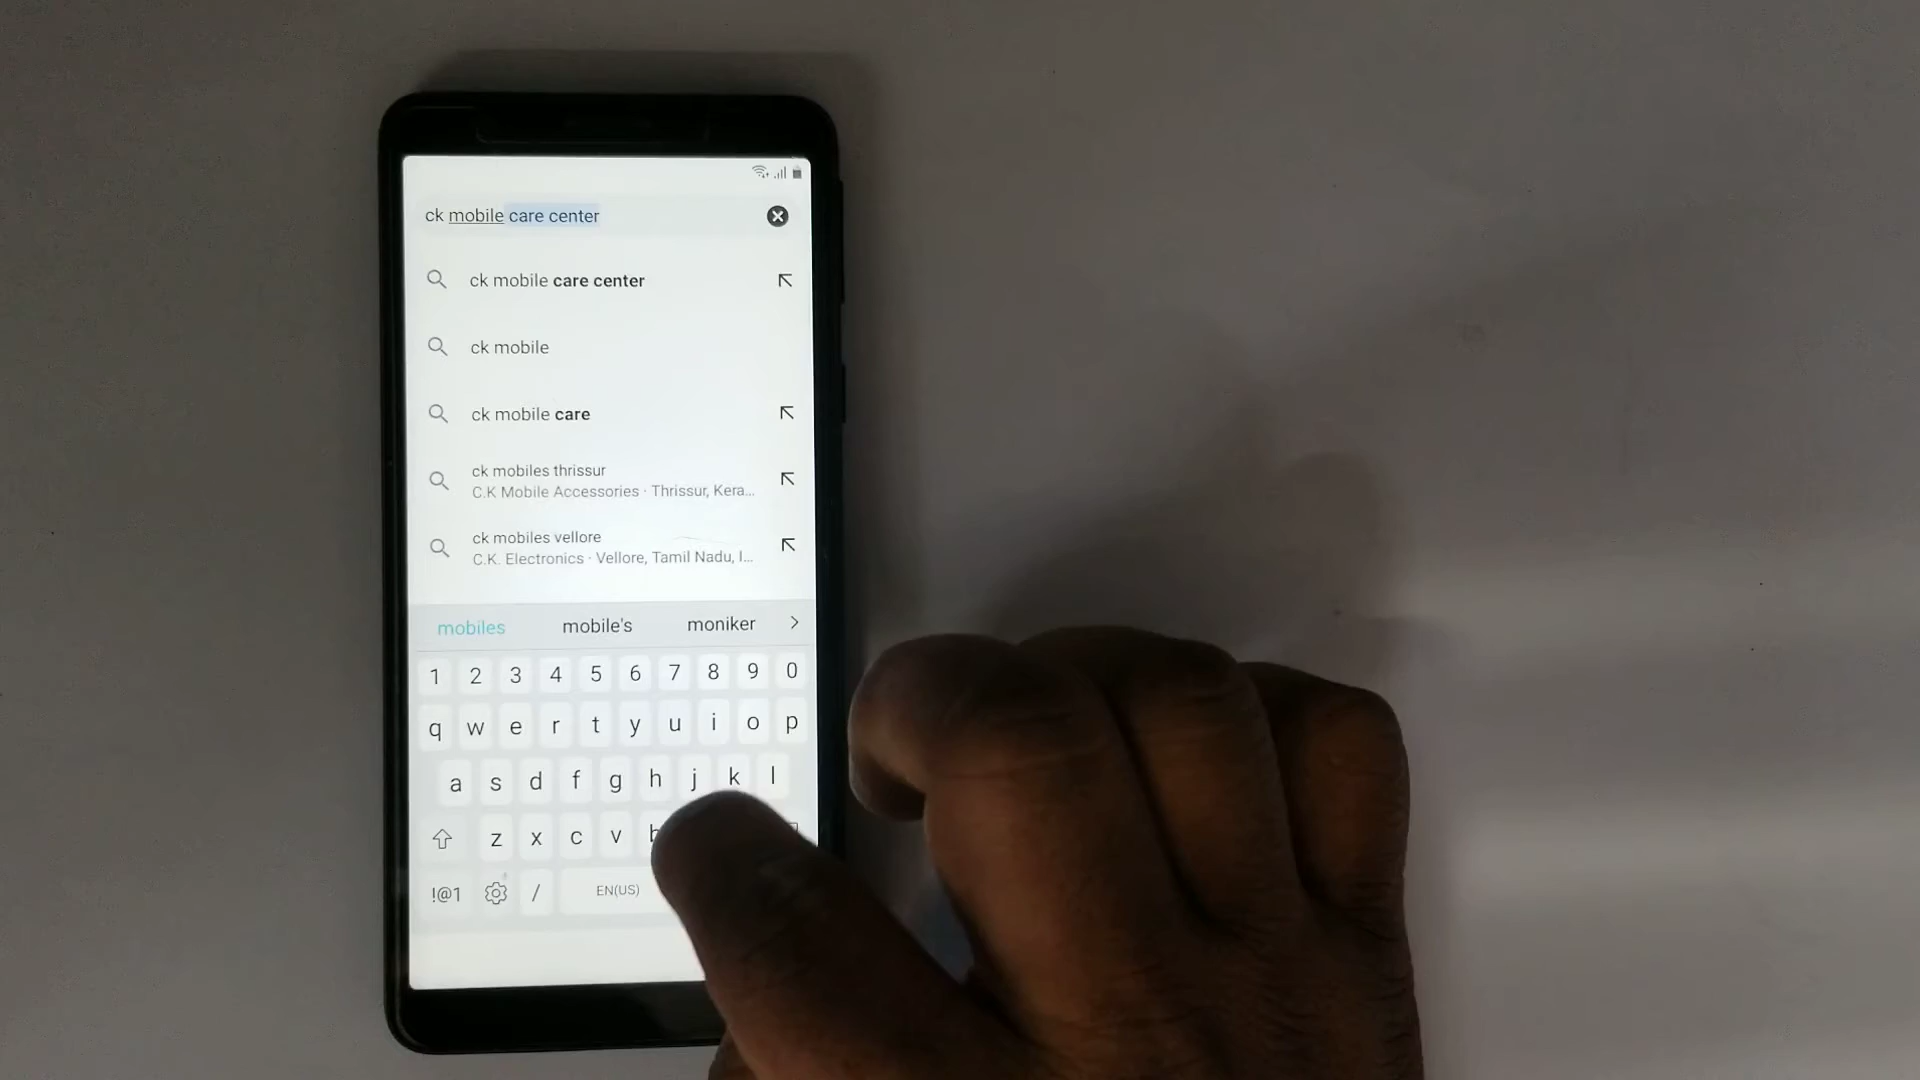 ck mobile care center
ck mobile care center
ck mobile
ck mobile care
ck mobiles thrissur
C.K Mobile Accessories · Thrissur, Kera...
ck mobiles vellore
C.K. Electronics · Vellore, Tamil Nadu, I...
mobiles mobile's moniker
1 2 3 4 5 6 7 8 9 0
q w e r t y u i o p
a s d f g h j k l
z x c v b
!@1 / EN(US)